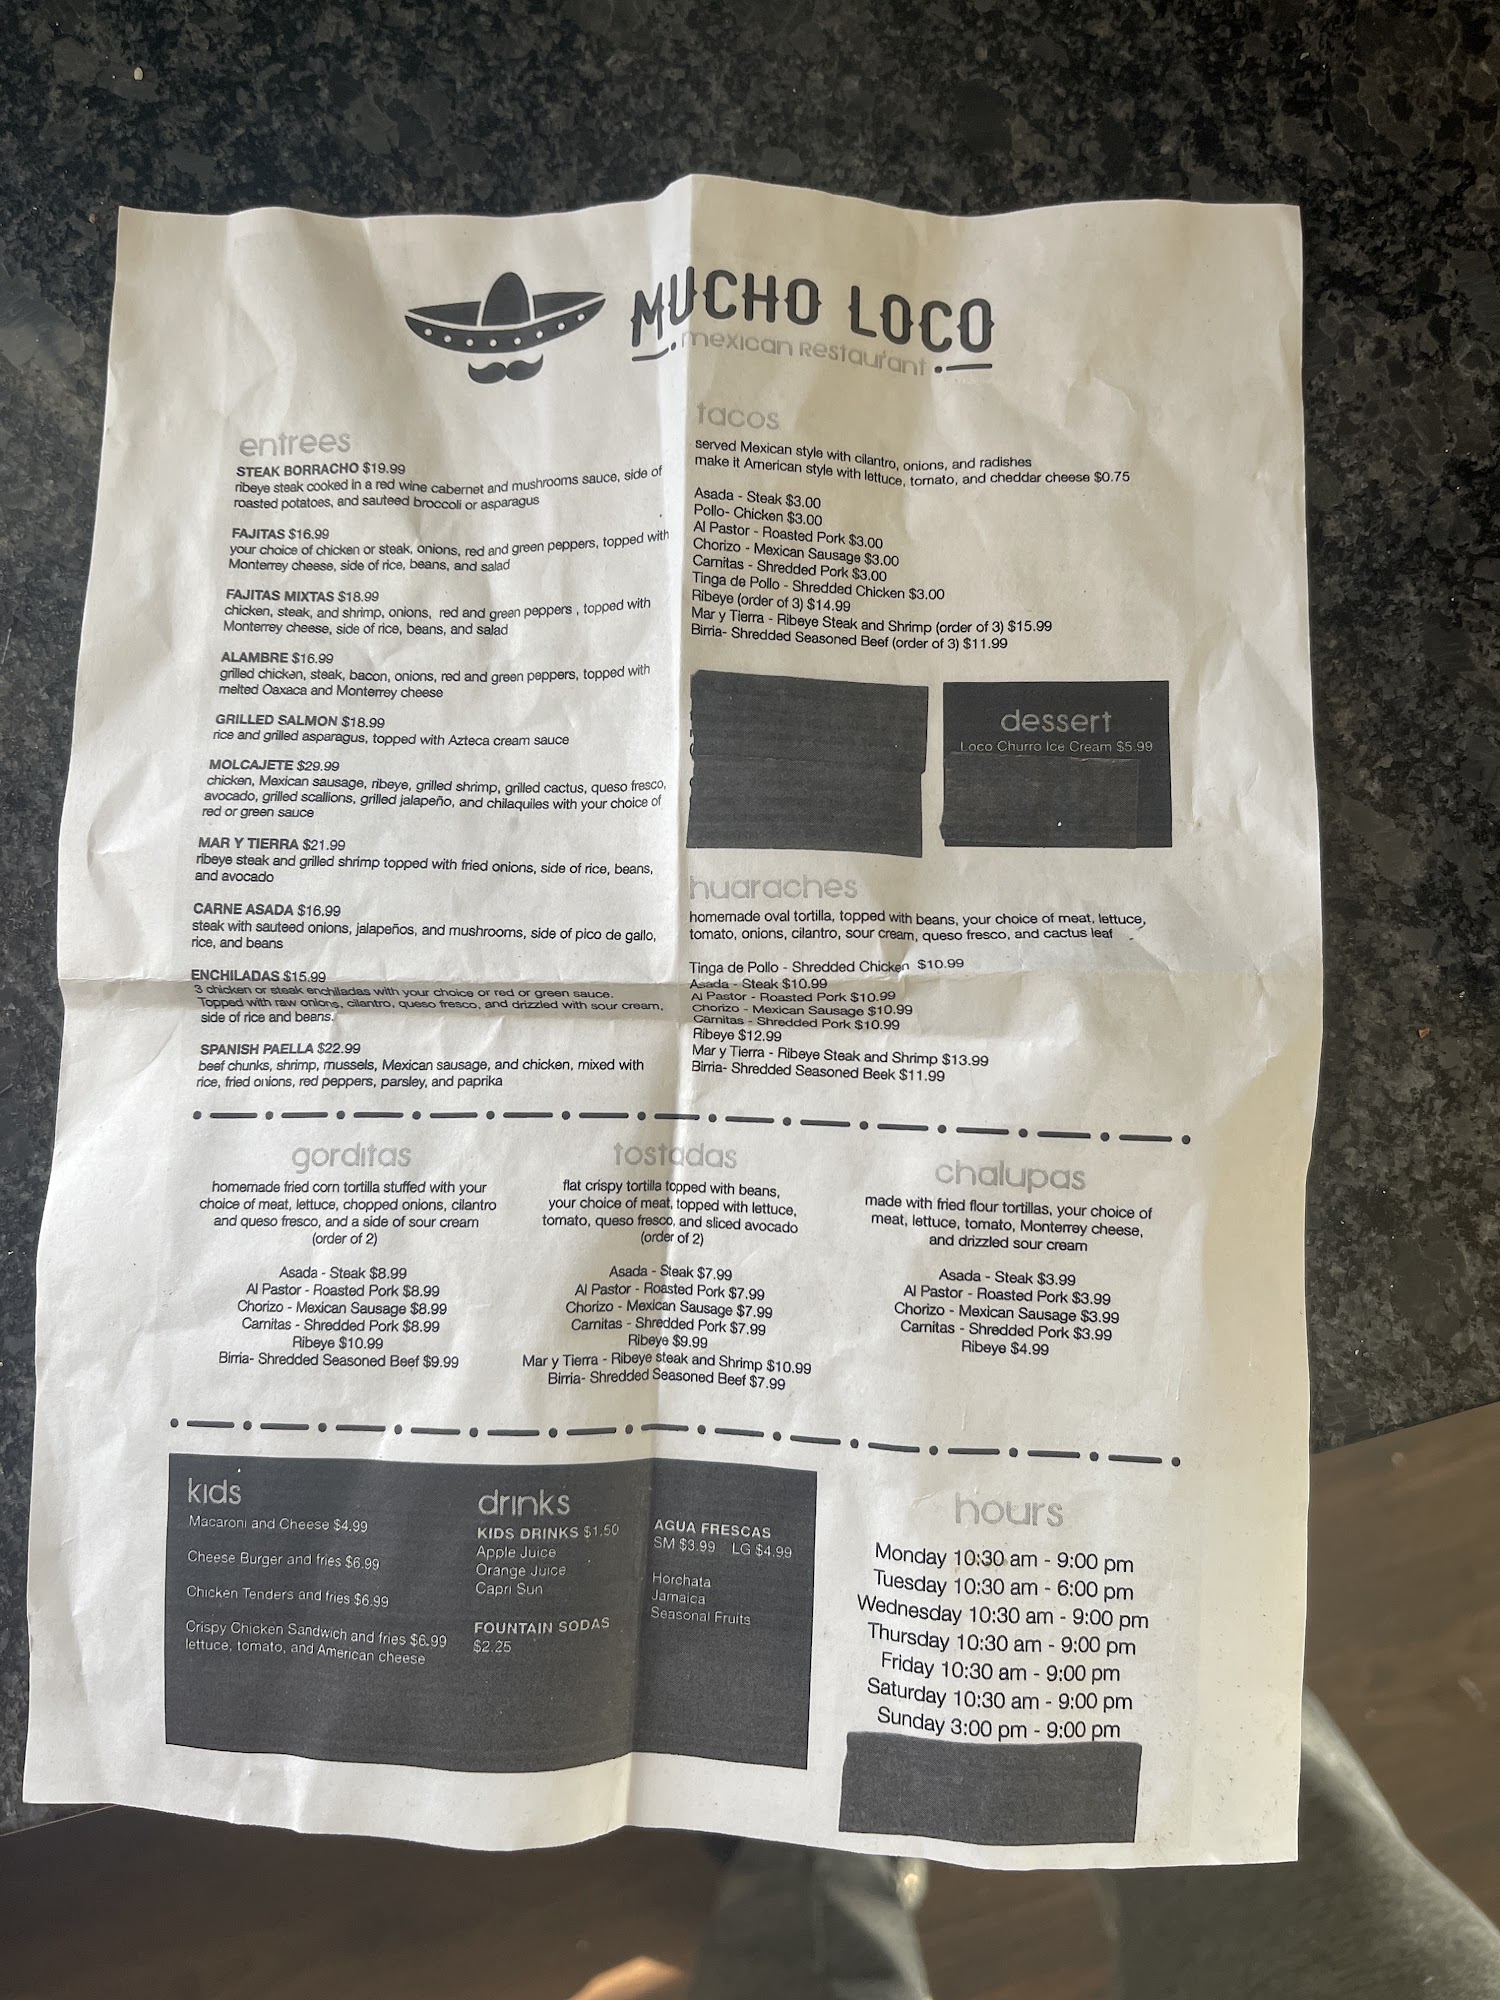 MUCHO LOCO
mexican restaurant
entrees
STEAK BORRACHO $19.99
ribeye steak cooked in a red wine cabernet and mushrooms sauce, side of
roasted potatoes, and sauteed broccoli or asparagus
FAJITAS $16.99
your choice of chicken or steak, onions, red and green peppers, topped with
Monterrey cheese, side of rice, beans, and salad
FAJITAS MIXTAS $18.99
chicken, steak, and shrimp, onions, red and green peppers , topped with
Monterrey cheese, side of rice, beans, and salad
ALAMBRE $16.99
grilled chicken, steak, bacon, onions, red and green peppers, topped with
melted Oaxaca and Monterrey cheese
GRILLED SALMON $18.99
rice and grilled asparagus, topped with Azteca cream sauce
MOLCAJETE $29.99
chicken, Mexican sausage, ribeye, grilled shrimp, grilled cactus, queso fresco,
avocado, grilled scallions, grilled jalapeño, and chilaquiles with your choice of
red or green sauce
MAR Y TIERRA $21.99
ribeye steak and grilled shrimp topped with fried onions, side of rice, beans,
and avocado
CARNE ASADA $16.99
steak with sauteed onions, jalapeños, and mushrooms, side of pico de gallo,
rice, and beans
ENCHILADAS $15.99
3 chicken or steak enchiladas with your choice or red or green sauce.
Topped with raw onions, cilantro, queso fresco, and drizzled with sour cream,
side of rice and beans.
SPANISH PAELLA $22.99
beef chunks, shrimp, mussels, Mexican sausage, and chicken, mixed with
rice, fried onions, red peppers, parsley, and paprika
tacos
served Mexican style with cilantro, onions, and radishes
make it American style with lettuce, tomato, and cheddar cheese $0.75
Asada - Steak $3.00
Pollo- Chicken $3.00
Al Pastor - Roasted Pork $3.00
Chorizo - Mexican Sausage $3.00
Carnitas - Shredded Pork $3.00
Tinga de Pollo - Shredded Chicken $3.00
Ribeye (order of 3) $14.99
Mar y Tierra - Ribeye Steak and Shrimp (order of 3) $15.99
Birria- Shredded Seasoned Beef (order of 3) $11.99
dessert
Loco Churro Ice Cream $5.99
huaraches
homemade oval tortilla, topped with beans, your choice of meat, lettuce,
tomato, onions, cilantro, sour cream, queso fresco, and cactus leaf
Tinga de Pollo - Shredded Chicken $10.99
Asada - Steak $10.99
Al Pastor - Roasted Pork $10.99
Chorizo - Mexican Sausage $10.99
Carnitas - Shredded Pork $10.99
Ribeye $12.99
Mar y Tierra - Ribeye Steak and Shrimp $13.99
Birria- Shredded Seasoned Beek $11.99
gorditas
homemade fried corn tortilla stuffed with your
choice of meat, lettuce, chopped onions, cilantro
and queso fresco, and a side of sour cream
(order of 2)
Asada - Steak $8.99
Al Pastor - Roasted Pork $8.99
Chorizo - Mexican Sausage $8.99
Carnitas - Shredded Pork $8.99
Ribeye $10.99
Birria- Shredded Seasoned Beef $9.99
tostadas
flat crispy tortilla topped with beans,
your choice of meat, topped with lettuce,
tomato, queso fresco, and sliced avocado
(order of 2)
Asada - Steak $7.99
Al Pastor - Roasted Pork $7.99
Chorizo - Mexican Sausage $7.99
Carnitas - Shredded Pork $7.99
Ribeye $9.99
Mar y Tierra - Ribeye steak and Shrimp $10.99
Birria- Shredded Seasoned Beef $7.99
chalupas
made with fried flour tortillas, your choice of
meat, lettuce, tomato, Monterrey cheese,
and drizzled sour cream
Asada - Steak $3.99
Al Pastor - Roasted Pork $3.99
Chorizo - Mexican Sausage $3.99
Carnitas - Shredded Pork $3.99
Ribeye $4.99
kids
Macaroni and Cheese $4.99
Cheese Burger and fries $6.99
Chicken Tenders and fries $6.99
Crispy Chicken Sandwich and fries $6.99
lettuce, tomato, and American cheese
drinks
KIDS DRINKS $1.50
Apple Juice
Orange Juice
Capri Sun
FOUNTAIN SODAS
$2.25
AGUA FRESCAS
SM $3.99 LG $4.99
Horchata
Jamaica
Seasonal Fruits
hours
Monday 10:30 am - 9:00 pm
Tuesday 10:30 am - 6:00 pm
Wednesday 10:30 am - 9:00 pm
Thursday 10:30 am - 9:00 pm
Friday 10:30 am - 9:00 pm
Saturday 10:30 am - 9:00 pm
Sunday 3:00 pm - 9:00 pm